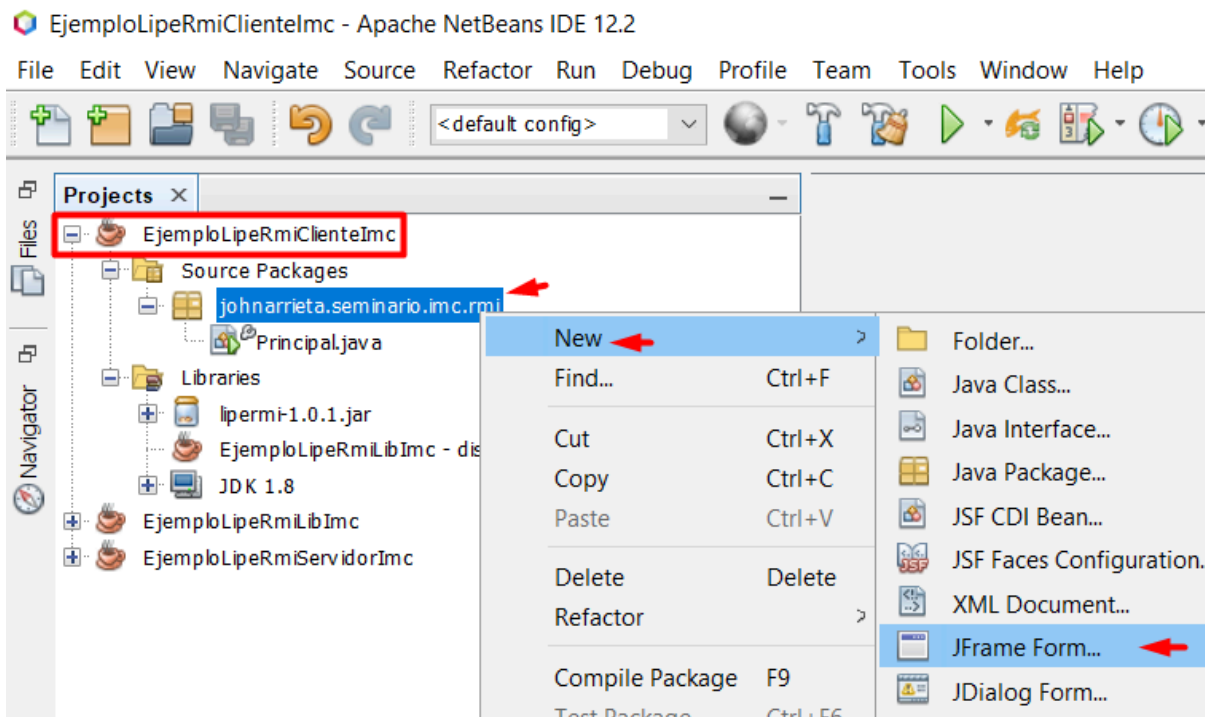 EjemploLipeRmiClienteImc - Apache NetBeans IDE 12.2
File Edit View Navigate Source Refactor Run Debug Profile Team Tools Window Help
<default config>
Projects
Files
Navigator
EjemploLipeRmiClienteImc
Source Packages
johnarrieta.seminario.imc.rmi
Principal.java
Libraries
lipermi-1.0.1.jar
EjemploLipeRmiLibImc - dis
JDK 1.8
EjemploLipeRmiLibImc
EjemploLipeRmiServidorImc
New
Find... Ctrl+F
Cut Ctrl+X
Copy Ctrl+C
Paste Ctrl+V
Delete Delete
Refactor
Compile Package F9
Test Package Ctrl+F6
Folder...
Java Class...
Java Interface...
Java Package...
JSF CDI Bean...
JSF Faces Configuration.
XML Document...
JFrame Form...
JDialog Form...